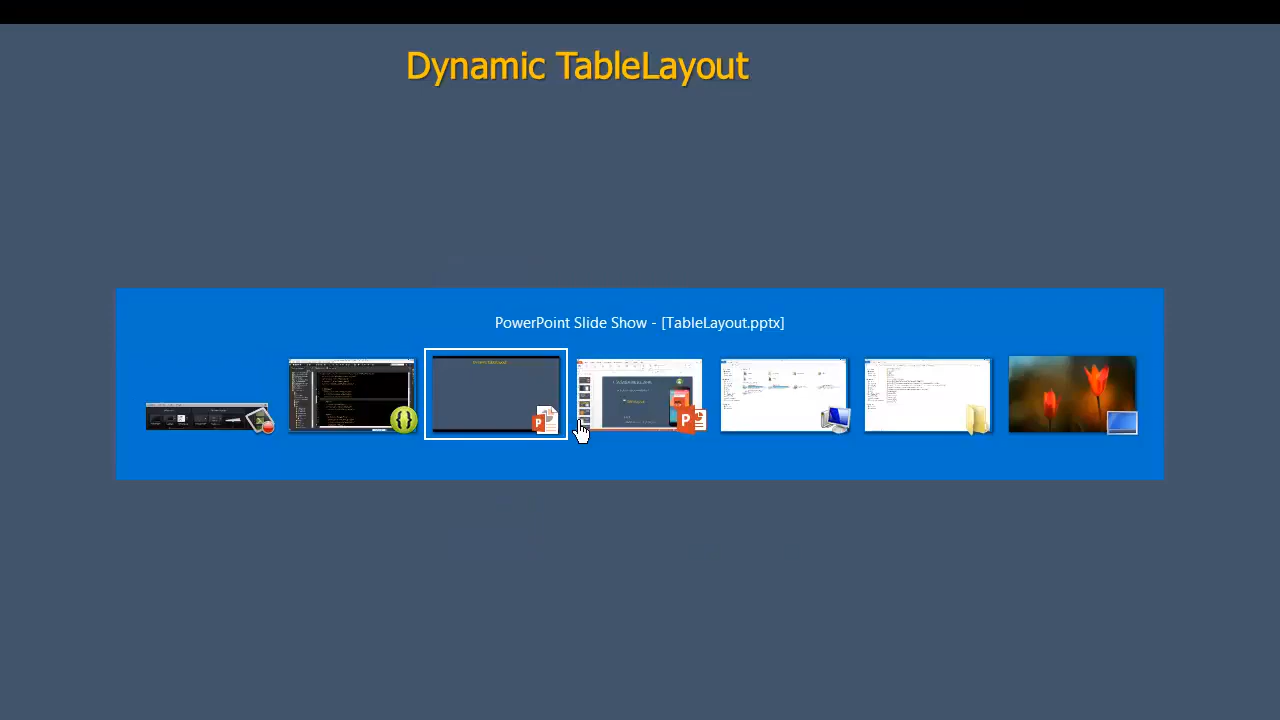 Dynamic TableLayout
PowerPoint Slide Show - [TableLayout.pptx]